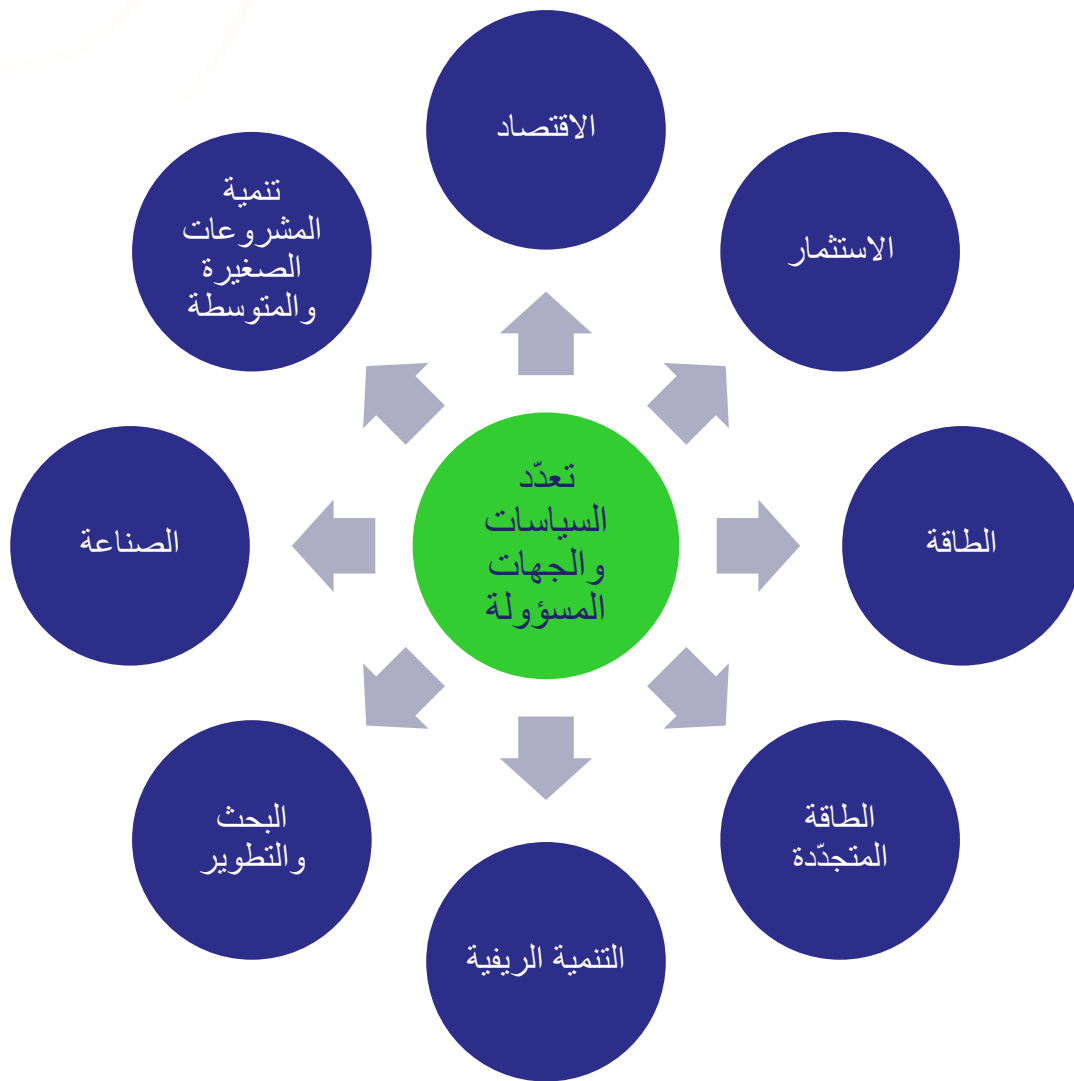 الاقتصاد
الاستثمار
الطاقة
الطاقة
المتجدّدة
التنمية الريفية
البحث
والتطوير
الصناعة
تنمية
المشروعات
الصغيرة
والمتوسطة
تعدّد
السياسات
والجهات
المسؤولة